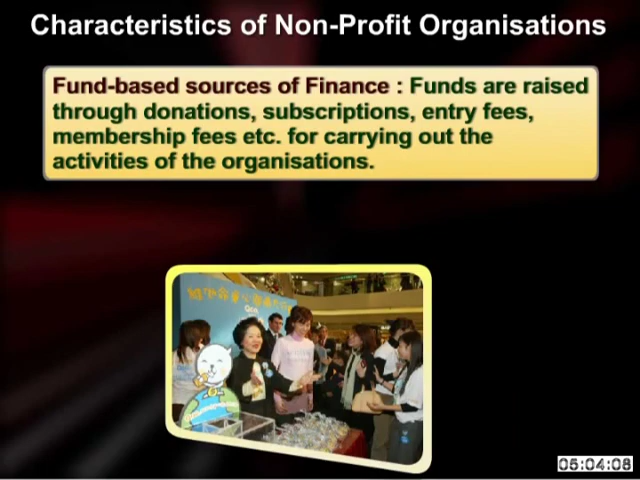 Characteristics of Non-Profit Organisations
Fund-based sources of Finance : Funds are raised
through donations, subscriptions, entry fees,
membership fees etc. for carrying out the
activities of the organisations.
05:04:08